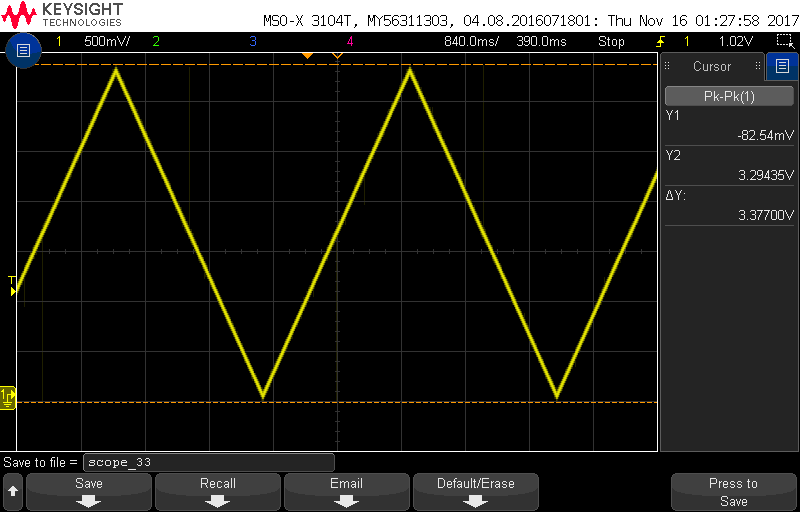 KEYSIGHT
TECHNOLOGIES
MSO-X 3104T, MY56311303, 04.08.2016071801: Thu Nov 16 01:27:58 2017
1 500mV/ 2 3 4 840.0ms/ 390.0ms Stop 1 1.02V
Cursor
Pk-Pk(1)
Y1
-82.54mV
Y2
3.29435V
ΔY:
3.37700V
T
1
Save to file = scope_33
Save Recall Email Default/Erase Press to
Save